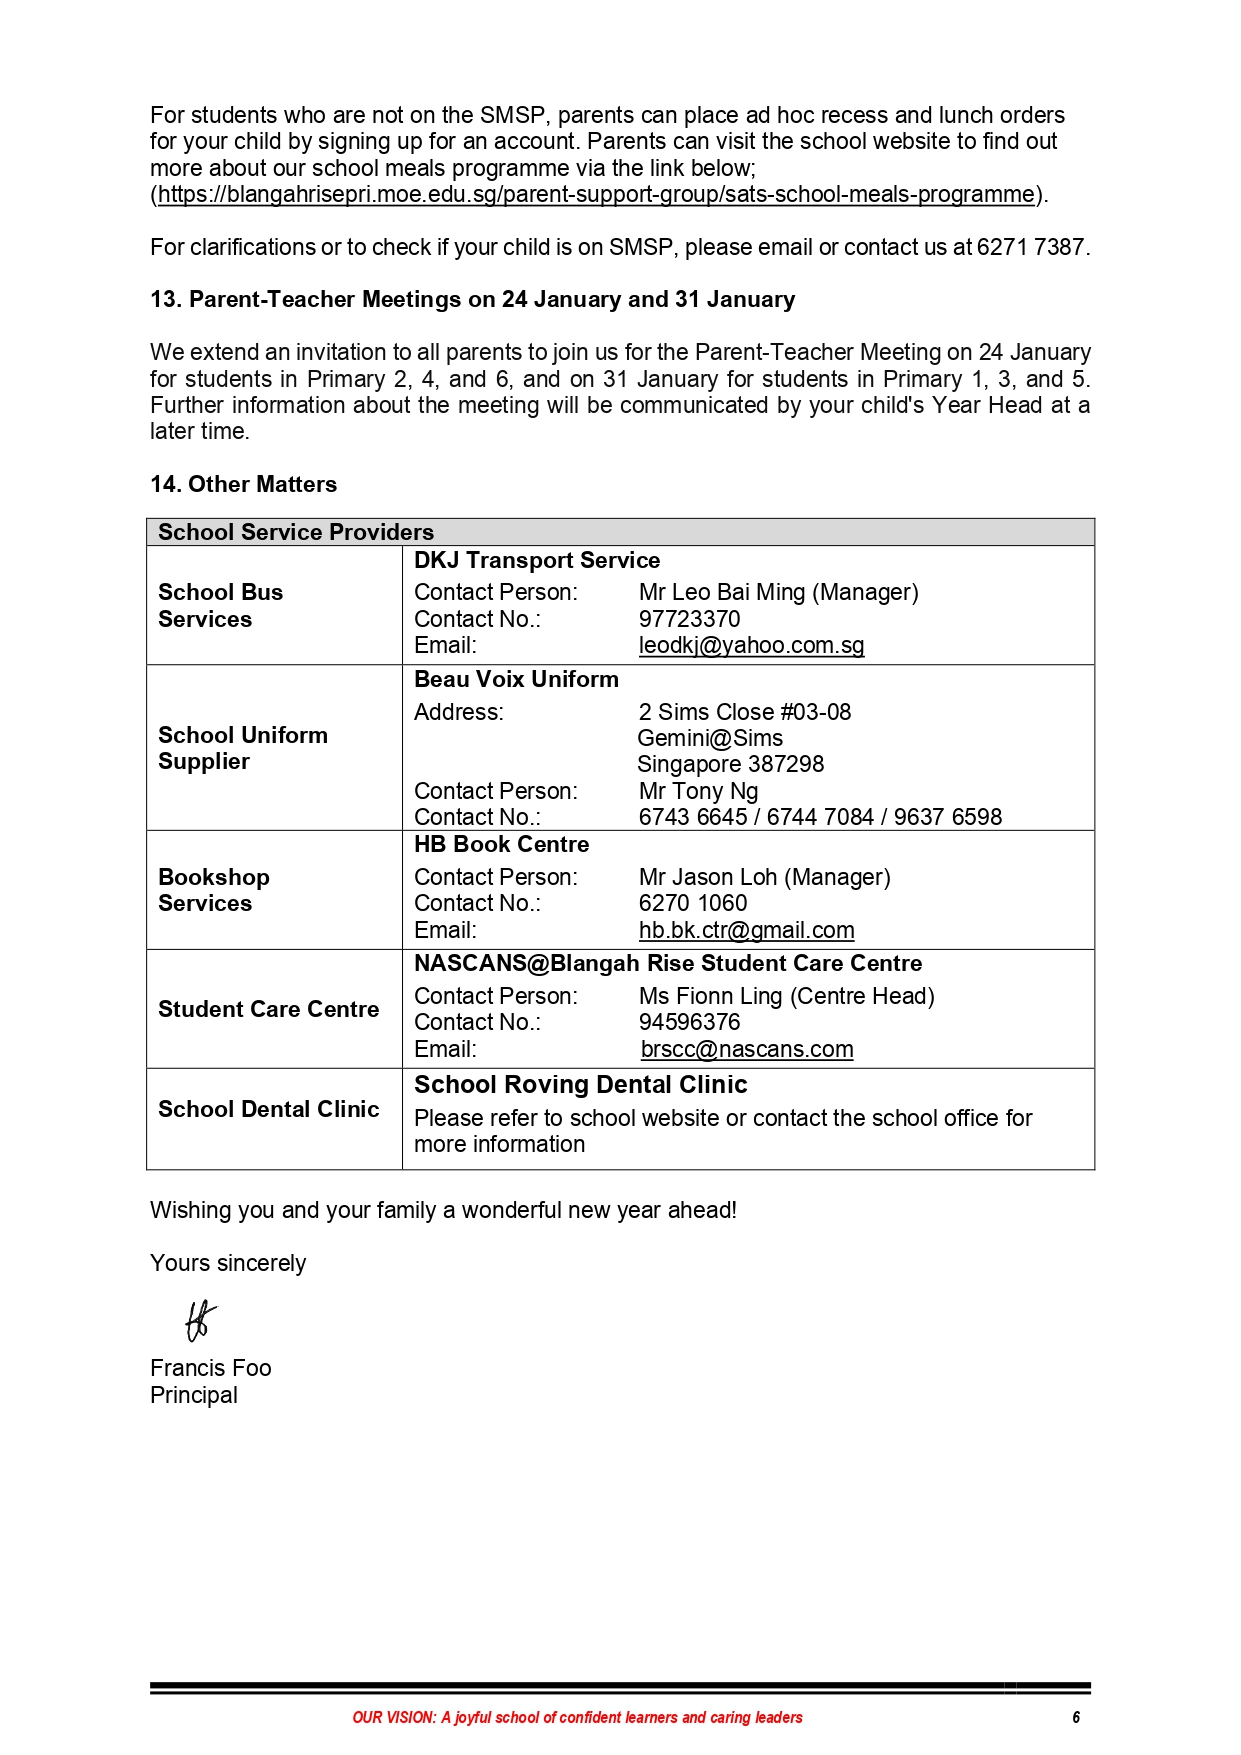 For students who are not on the SMSP, parents can place ad hoc recess and lunch orders
for your child by signing up for an account. Parents can visit the school website to find out
more about our school meals programme via the link below;
(https://blangahrisepri.moe.edu.sg/parent-support-group/sats-school-meals-programme).
For clarifications or to check if your child is on SMSP, please email or contact us at 6271 7387.
13. Parent-Teacher Meetings on 24 January and 31 January
We extend an invitation to all parents to join us for the Parent-Teacher Meeting on 24 January
for students in Primary 2, 4, and 6, and on 31 January for students in Primary 1, 3, and 5.
Further information about the meeting will be communicated by your child's Year Head at a
later time.
14. Other Matters
School Service Providers
School Bus
Services
DKJ Transport Service
Contact Person: Mr Leo Bai Ming (Manager)
Contact No.: 97723370
Email: leodkj@yahoo.com.sg
School Uniform
Supplier
Beau Voix Uniform
Address: 2 Sims Close #03-08
Gemini@Sims
Singapore 387298
Contact Person: Mr Tony Ng
Contact No.: 6743 6645 / 6744 7084 / 9637 6598
Bookshop
Services
HB Book Centre
Contact Person: Mr Jason Loh (Manager)
Contact No.: 6270 1060
Email: hb.bk.ctr@gmail.com
Student Care Centre
NASCANS@Blangah Rise Student Care Centre
Contact Person: Ms Fionn Ling (Centre Head)
Contact No.: 94596376
Email: brscc@nascans.com
School Dental Clinic
School Roving Dental Clinic
Please refer to school website or contact the school office for
more information
Wishing you and your family a wonderful new year ahead!
Yours sincerely
Francis Foo
Principal
OUR VISION: A joyful school of confident learners and caring leaders 6